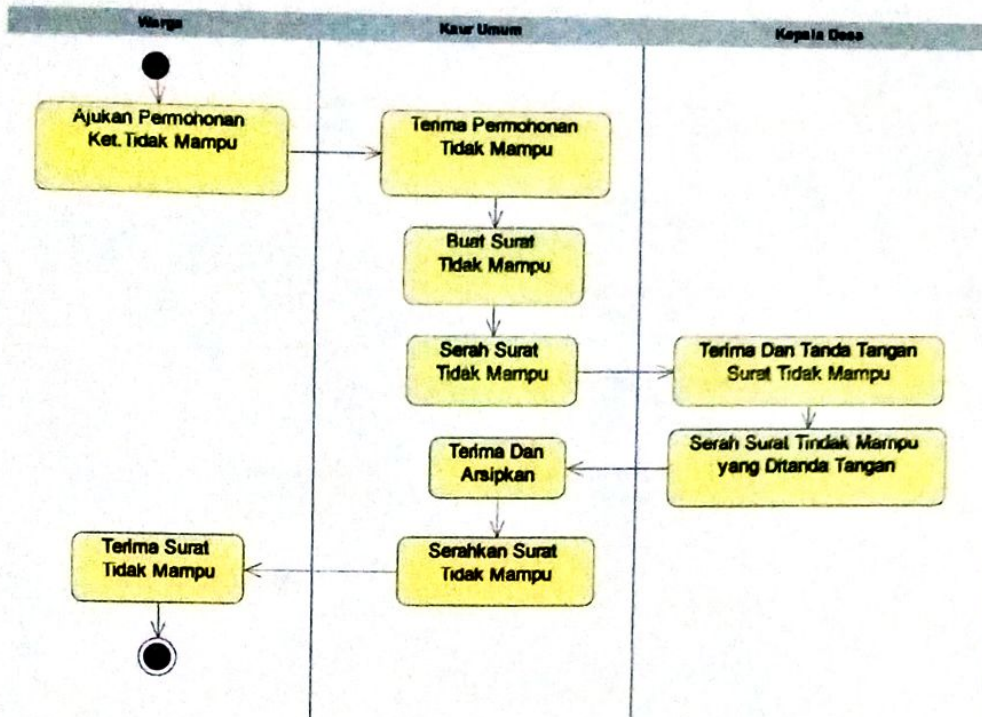 Warga
Kaur Umum
Kepala Desa
Ajukan Permohonan
Ket.Tidak Mampu
Terima Permohonan
Tidak Mampu
Buat Surat
Tidak Mampu
Serah Surat
Tidak Mampu
Terima Dan Tanda Tangan
Surat Tidak Mampu
Serah Surat Tindak Mampu
yang Ditanda Tangan
Terima Dan
Arsipkan
Serahkan Surat
Tidak Mampu
Terima Surat
Tidak Mampu